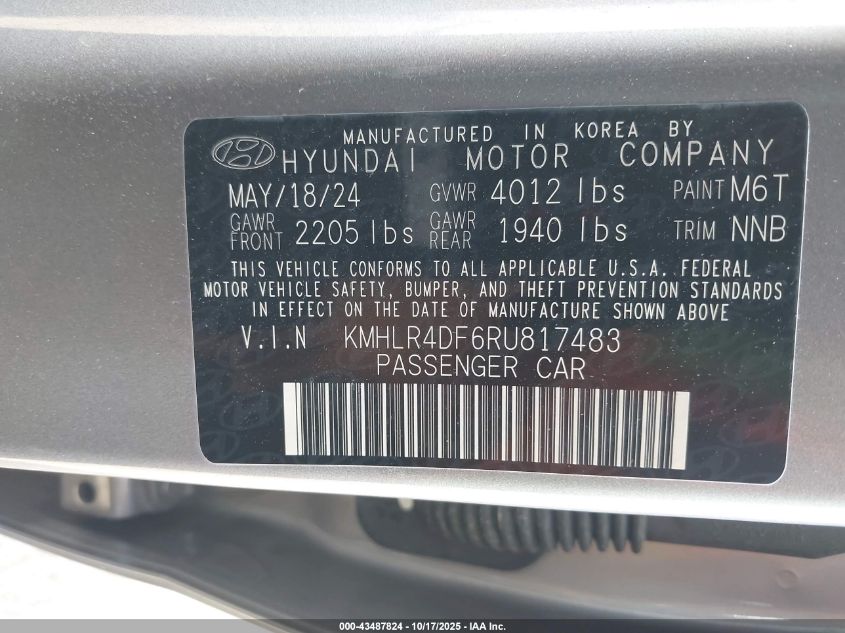 MANUFACTURED IN KOREA BY
HYUNDAI MOTOR COMPANY
MAY/18/24 GVWR 4012 lbs PAINT M6T
GAWR FRONT 2205 lbs GAWR REAR 1940 lbs TRIM NNB
THIS VEHICLE CONFORMS TO ALL APPLICABLE U.S.A. FEDERAL
MOTOR VEHICLE SAFETY, BUMPER, AND THEFT PREVENTION STANDARDS
IN EFFECT ON THE DATE OF MANUFACTURE SHOWN ABOVE
V.I.N KMHLR4DF6RU817483
PASSENGER CAR
000-43487824 - 10/17/2025 - IAA Inc.